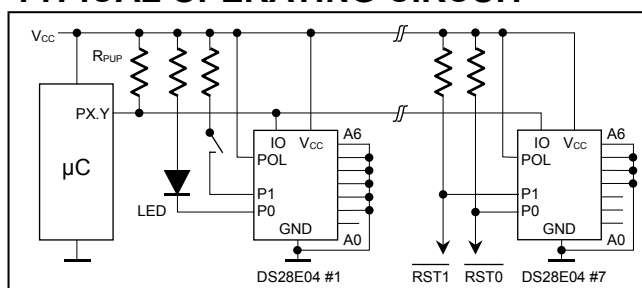 TYPICAL OPERATING CIRCUIT
VCC
RPUP
PX.Y
µC
LED
IO VCC
POL
P1
P0
GND
A6
A0
DS28E04 #1
RST1
RST0
IO VCC
POL
P1
P0
GND
A6
A0
DS28E04 #7